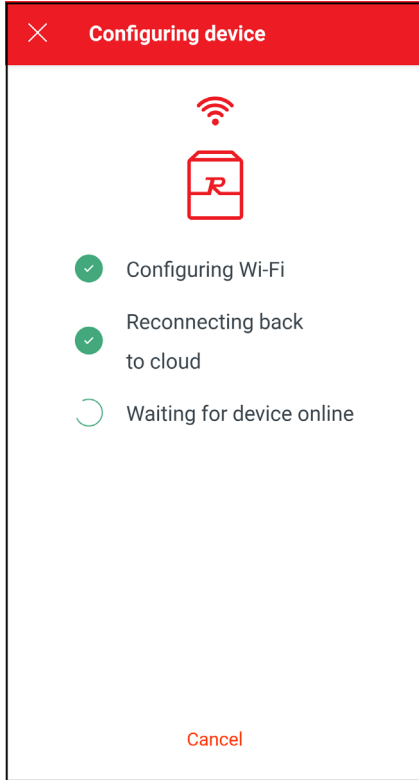 Configuring device
R
Configuring Wi-Fi
Reconnecting back
to cloud
Waiting for device online
Cancel